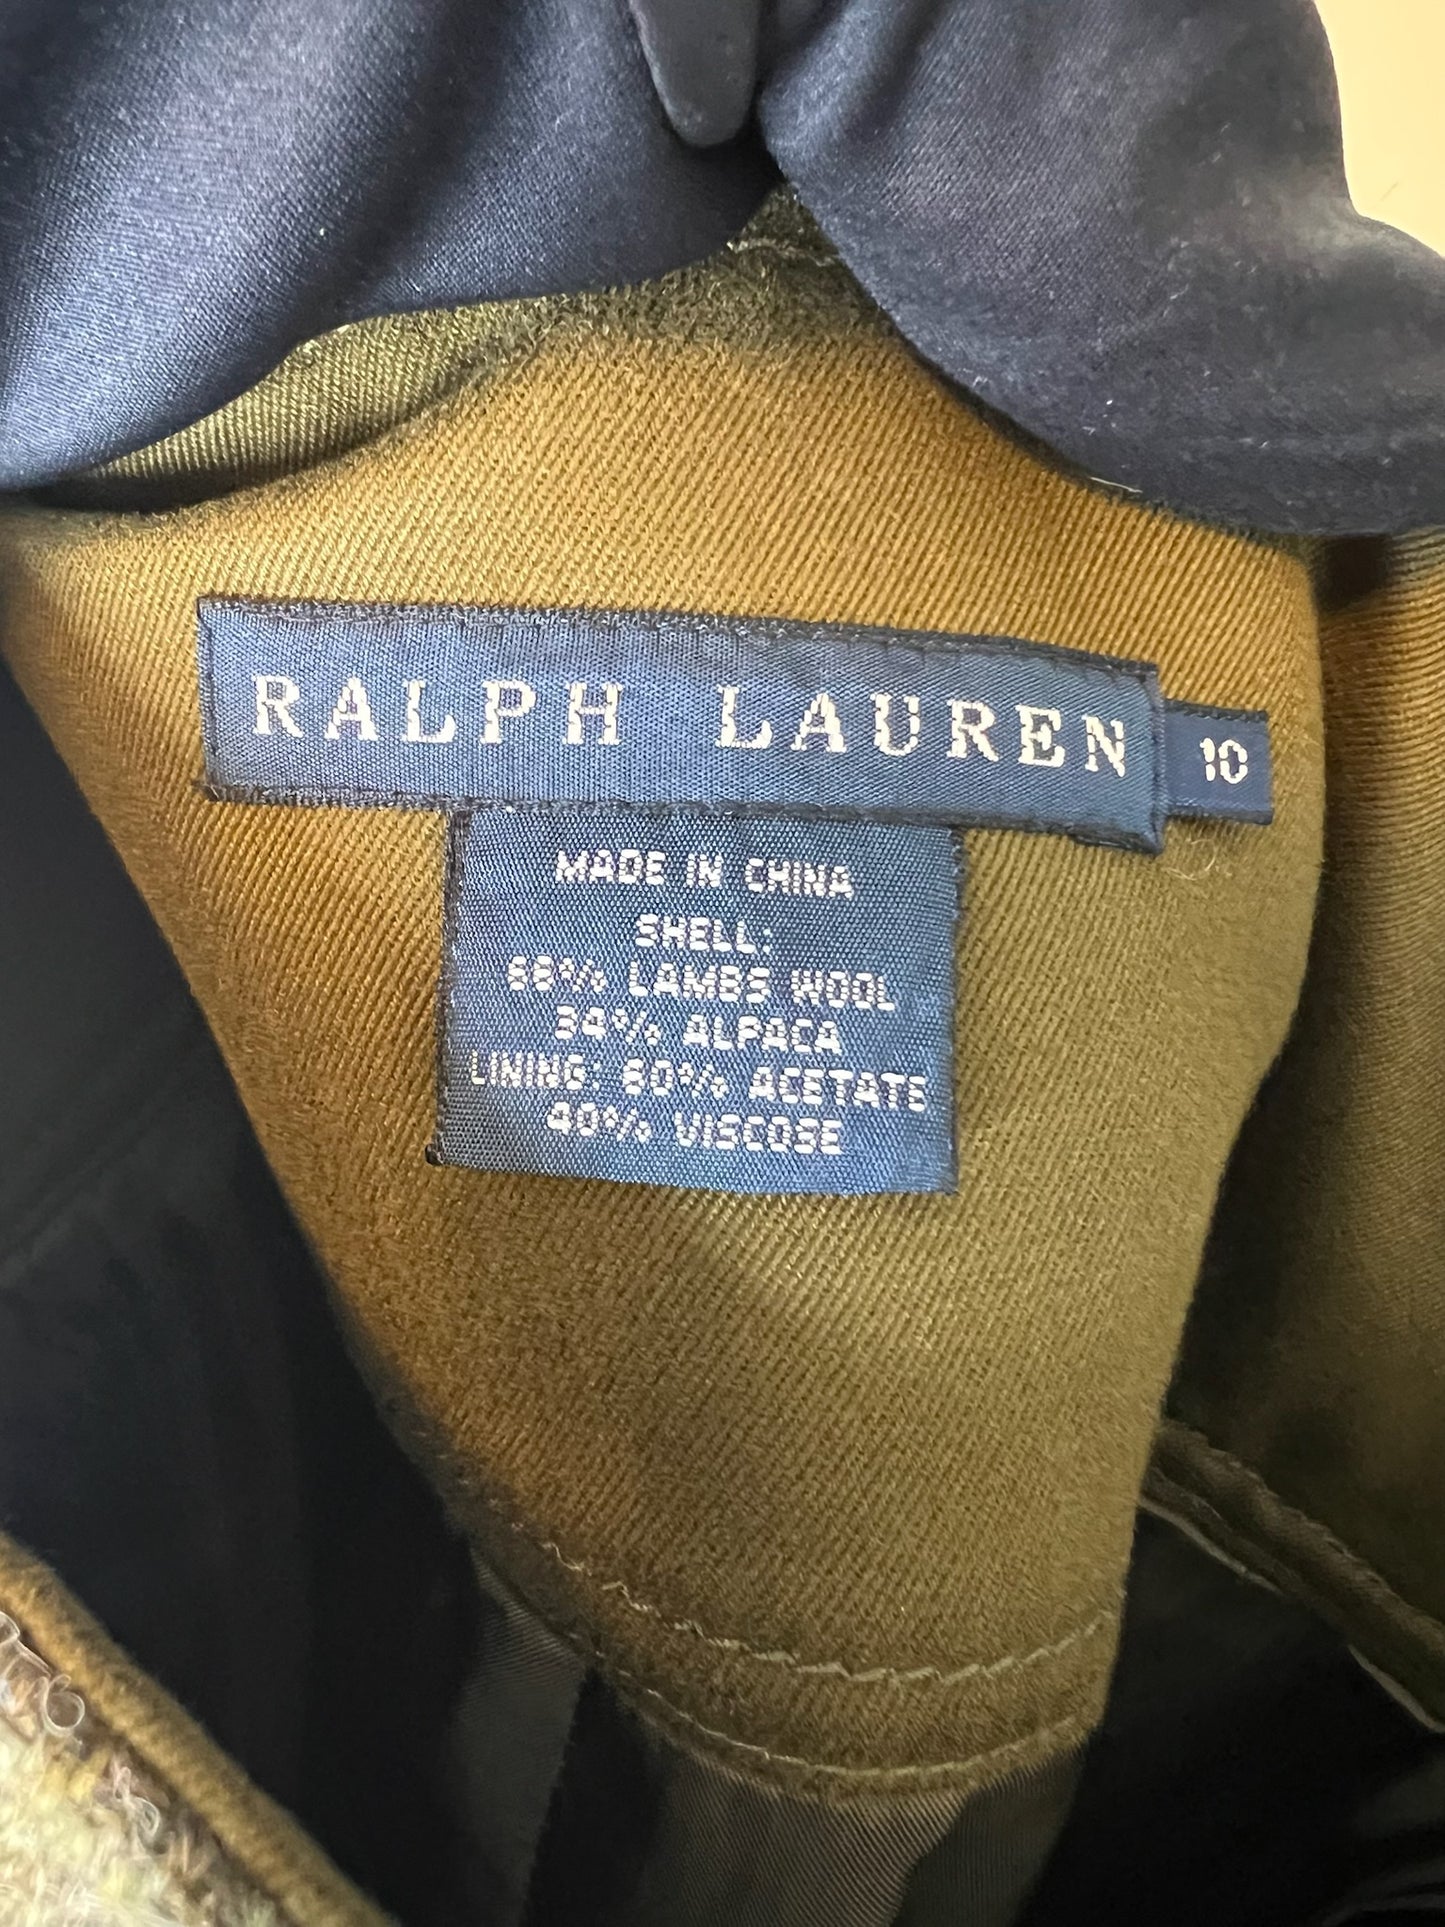 RALPH LAUREN
10
MADE IN CHINA
SHELL:
66% LAMBS WOOL
34% ALPACA
LINING: 60% ACETATE
40% VISCOSE